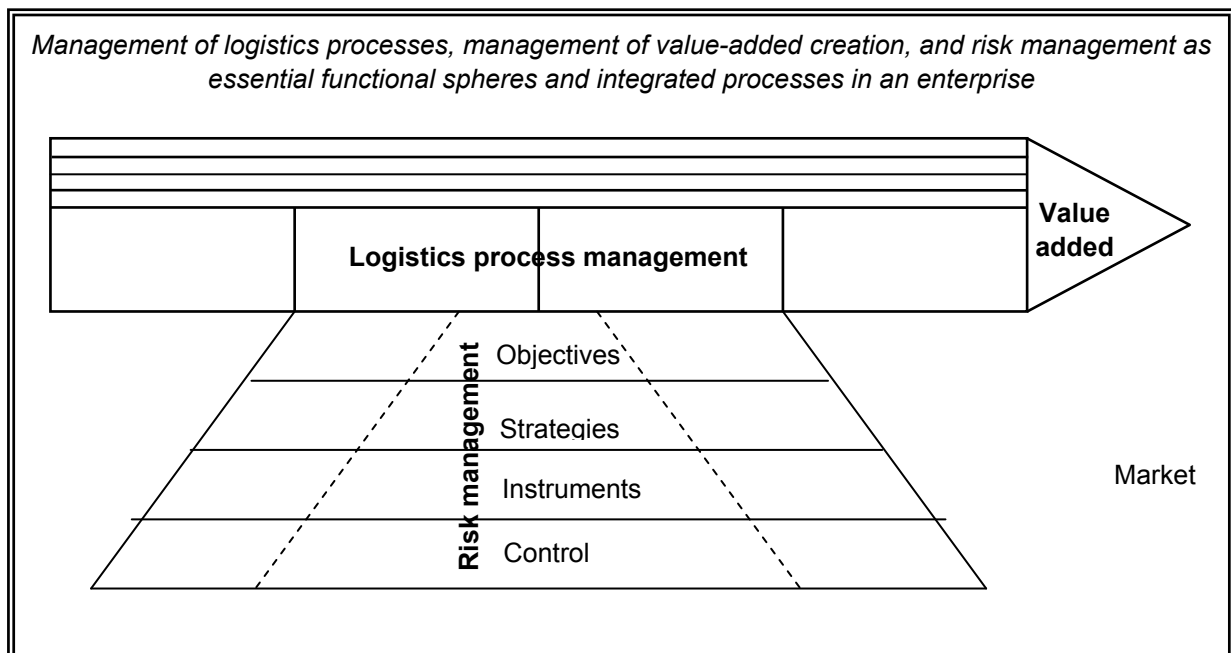 Management of logistics processes, management of value-added creation, and risk management as
essential functional spheres and integrated processes in an enterprise
Value
added
Logistics process management
Risk management
Objectives
Strategies
Instruments
Control
Market